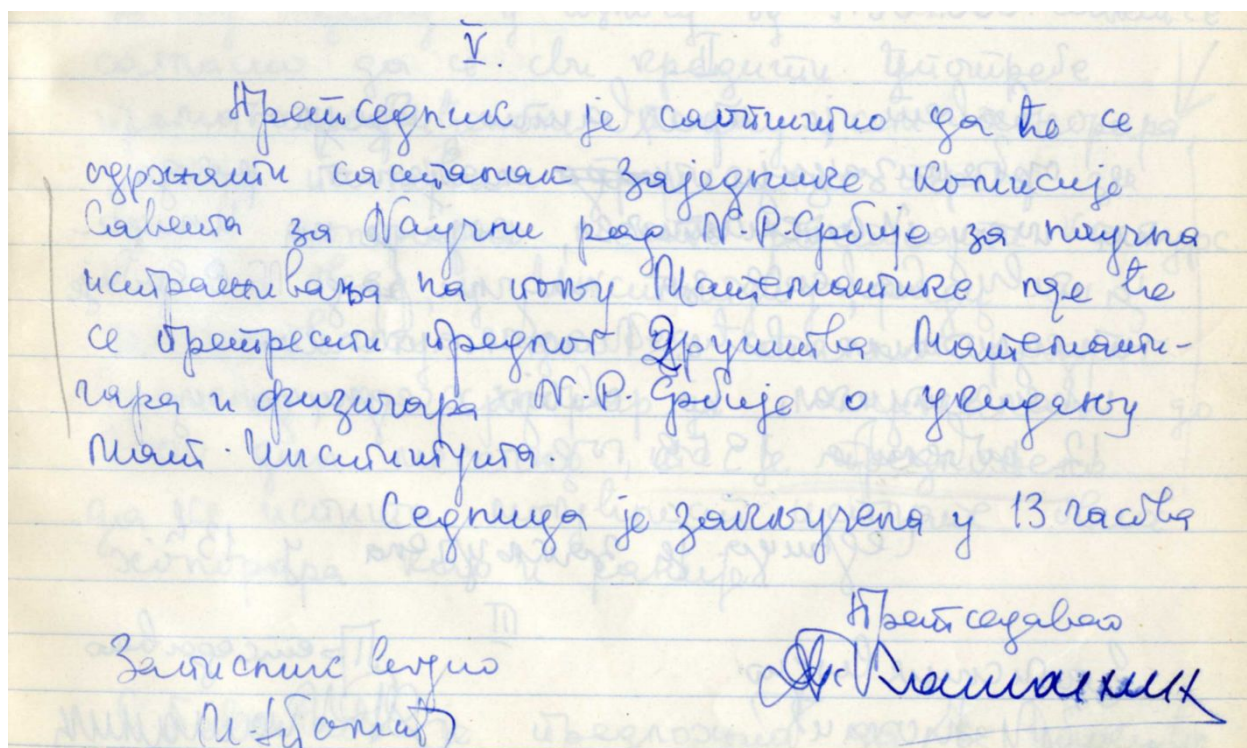 V.
Претседник је саопштио да ће се
одржати састанак Заједничке Комисије
Савета за Научни рад Н.Р. Србије за научна
истраживања на пољу Математике где ће
се претрести предлог Друштва Математи-
чара и физичара Н.Р. Србије о укидању
Мат. Института.
Седница је закључена у 13 часова
Претседавао
Записник водио